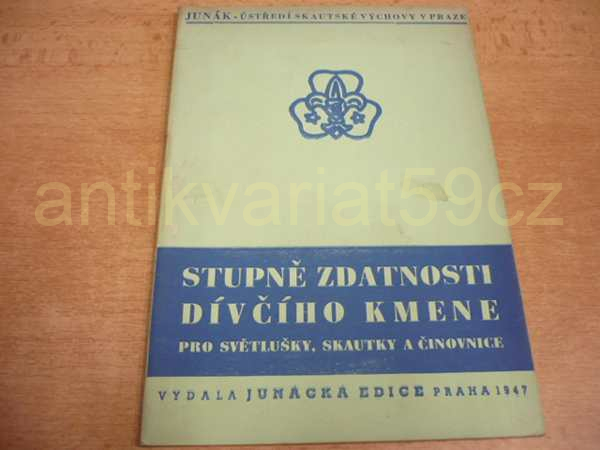 JUNÁK - ÚSTŘEDÍ SKAUTSKÉ VÝCHOVY V PRAZE
antikvariat59cz
STUPNĚ ZDATNOSTI
DÍVČÍHO KMENE
PRO SVĚTLUŠKY, SKAUTKY A ČINOVNICE
VYDALA JUNÁCKÁ EDICE PRAHA 1947